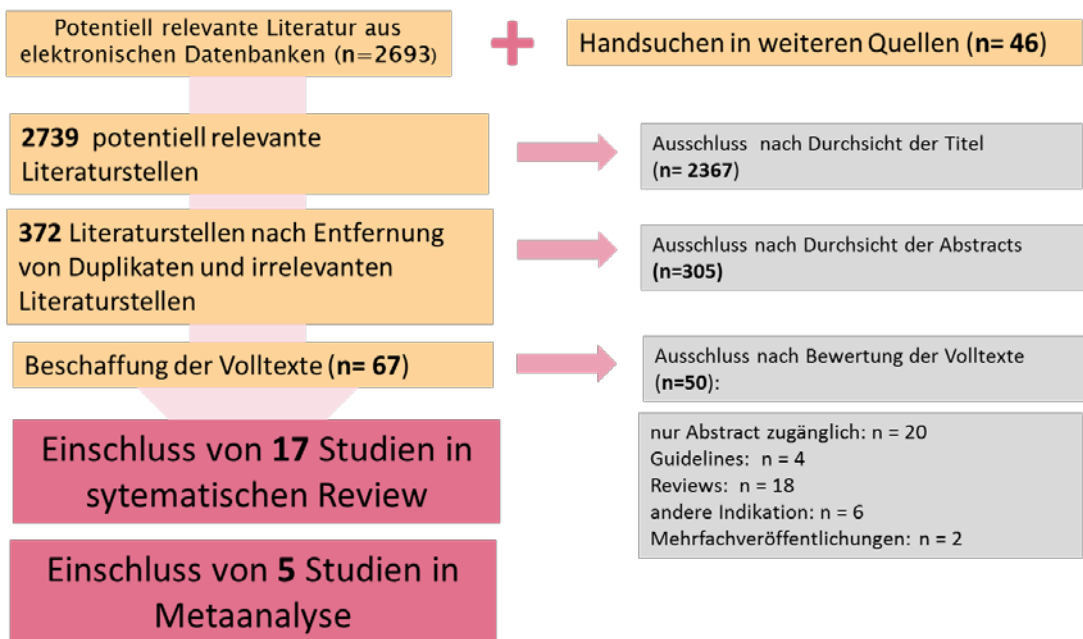 Potentiell relevante Literatur aus
elektronischen Datenbanken (n=2693)
+
Handsuchen in weiteren Quellen (n= 46)
2739 potentiell relevante
Literaturstellen
Ausschluss nach Durchsicht der Titel
(n= 2367)
372 Literaturstellen nach Entfernung
von Duplikaten und irrelevanten
Literaturstellen
Ausschluss nach Durchsicht der Abstracts
(n=305)
Beschaffung der Volltexte (n= 67)
Ausschluss nach Bewertung der Volltexte
(n=50):
nur Abstract zugänglich: n = 20
Guidelines: n = 4
Reviews: n = 18
andere Indikation: n = 6
Mehrfachveröffentlichungen: n = 2
Einschluss von 17 Studien in
sytematischen Review
Einschluss von 5 Studien in
Metaanalyse